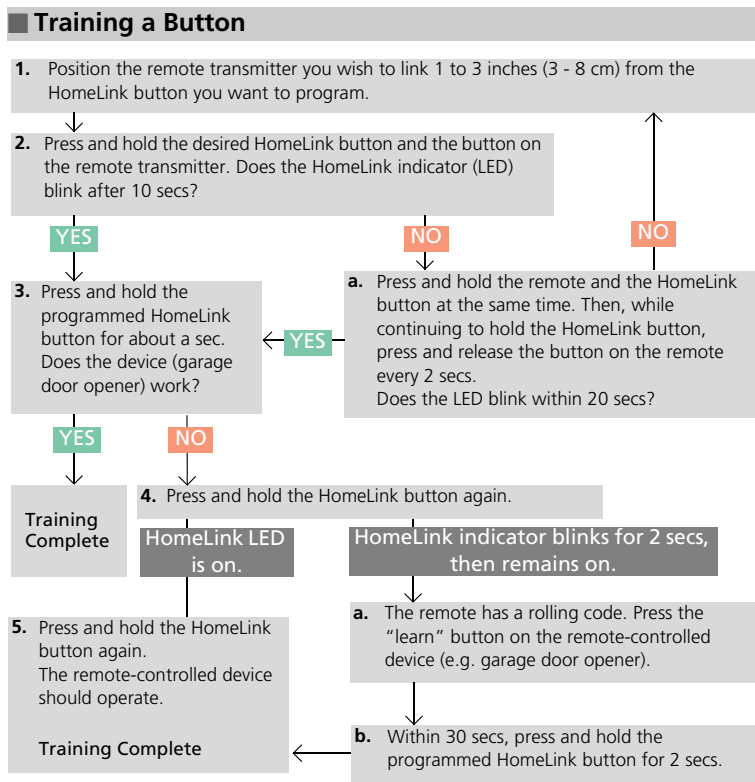 Training a Button
1. Position the remote transmitter you wish to link 1 to 3 inches (3 - 8 cm) from the
HomeLink button you want to program.
2. Press and hold the desired HomeLink button and the button on
the remote transmitter. Does the HomeLink indicator (LED)
blink after 10 secs?
YES
NO
NO
3. Press and hold the
programmed HomeLink
button for about a sec.
Does the device (garage
door opener) work?
YES
a. Press and hold the remote and the HomeLink
button at the same time. Then, while
continuing to hold the HomeLink button,
press and release the button on the remote
every 2 secs.
Does the LED blink within 20 secs?
YES
NO
Training
Complete
4. Press and hold the HomeLink button again.
HomeLink LED
is on.
HomeLink indicator blinks for 2 secs,
then remains on.
a. The remote has a rolling code. Press the
“learn” button on the remote-controlled
device (e.g. garage door opener).
5. Press and hold the HomeLink
button again.
The remote-controlled device
should operate.
Training Complete
b. Within 30 secs, press and hold the
programmed HomeLink button for 2 secs.